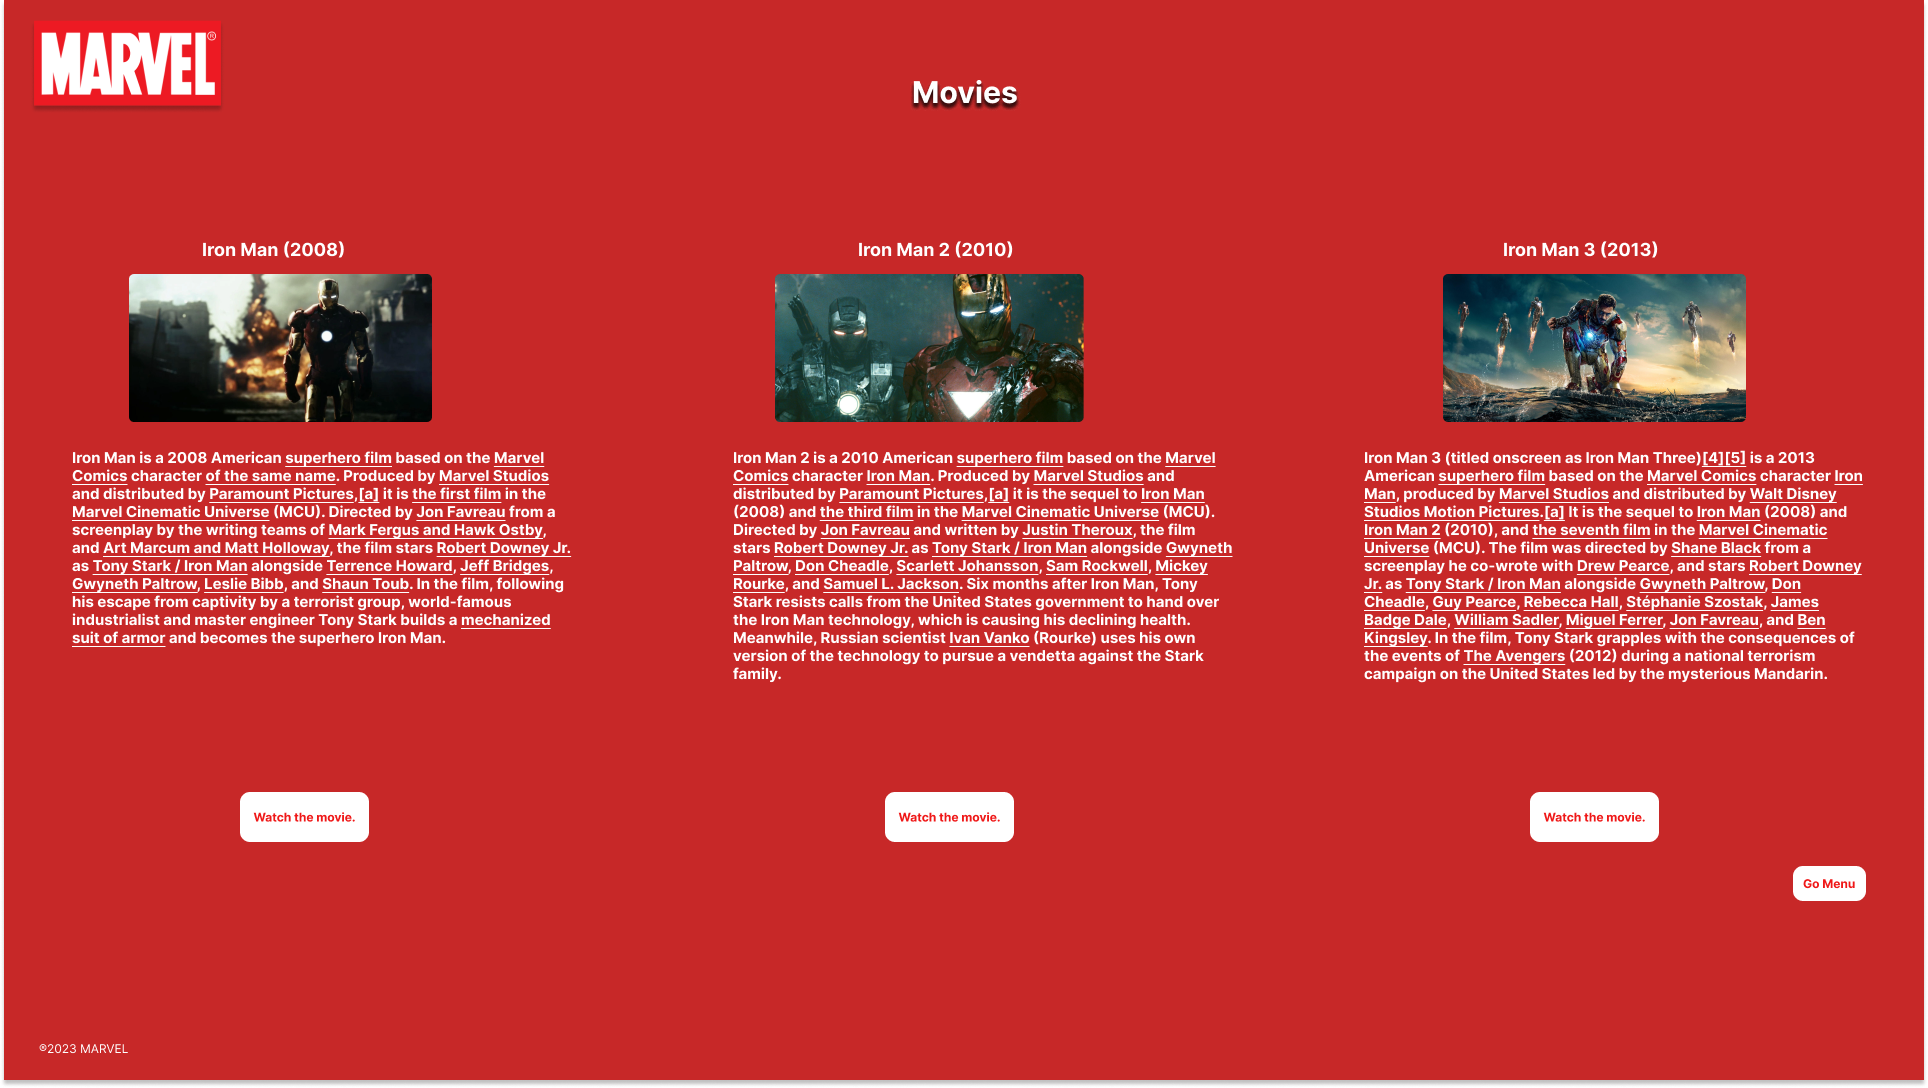 MARVEL®
Movies
Iron Man (2008)
Iron Man is a 2008 American superhero film based on the Marvel
Comics character of the same name. Produced by Marvel Studios
and distributed by Paramount Pictures,[a] it is the first film in the
Marvel Cinematic Universe (MCU). Directed by Jon Favreau from a
screenplay by the writing teams of Mark Fergus and Hawk Ostby,
and Art Marcum and Matt Holloway, the film stars Robert Downey Jr.
as Tony Stark / Iron Man alongside Terrence Howard, Jeff Bridges,
Gwyneth Paltrow, Leslie Bibb, and Shaun Toub. In the film, following
his escape from captivity by a terrorist group, world-famous
industrialist and master engineer Tony Stark builds a mechanized
suit of armor and becomes the superhero Iron Man.
Watch the movie.
Iron Man 2 (2010)
Iron Man 2 is a 2010 American superhero film based on the Marvel
Comics character Iron Man. Produced by Marvel Studios and
distributed by Paramount Pictures,[a] it is the sequel to Iron Man
(2008) and the third film in the Marvel Cinematic Universe (MCU).
Directed by Jon Favreau and written by Justin Theroux, the film
stars Robert Downey Jr. as Tony Stark / Iron Man alongside Gwyneth
Paltrow, Don Cheadle, Scarlett Johansson, Sam Rockwell, Mickey
Rourke, and Samuel L. Jackson. Six months after Iron Man, Tony
Stark resists calls from the United States government to hand over
the Iron Man technology, which is causing his declining health.
Meanwhile, Russian scientist Ivan Vanko (Rourke) uses his own
version of the technology to pursue a vendetta against the Stark
family.
Watch the movie.
Iron Man 3 (2013)
Iron Man 3 (titled onscreen as Iron Man Three)[4][5] is a 2013
American superhero film based on the Marvel Comics character Iron
Man, produced by Marvel Studios and distributed by Walt Disney
Studios Motion Pictures.[a] It is the sequel to Iron Man (2008) and
Iron Man 2 (2010), and the seventh film in the Marvel Cinematic
Universe (MCU). The film was directed by Shane Black from a
screenplay he co-wrote with Drew Pearce, and stars Robert Downey
Jr. as Tony Stark / Iron Man alongside Gwyneth Paltrow, Don
Cheadle, Guy Pearce, Rebecca Hall, Stéphanie Szostak, James
Badge Dale, William Sadler, Miguel Ferrer, Jon Favreau, and Ben
Kingsley. In the film, Tony Stark grapples with the consequences of
the events of The Avengers (2012) during a national terrorism
campaign on the United States led by the mysterious Mandarin.
Watch the movie.
Go Menu
©2023 MARVEL